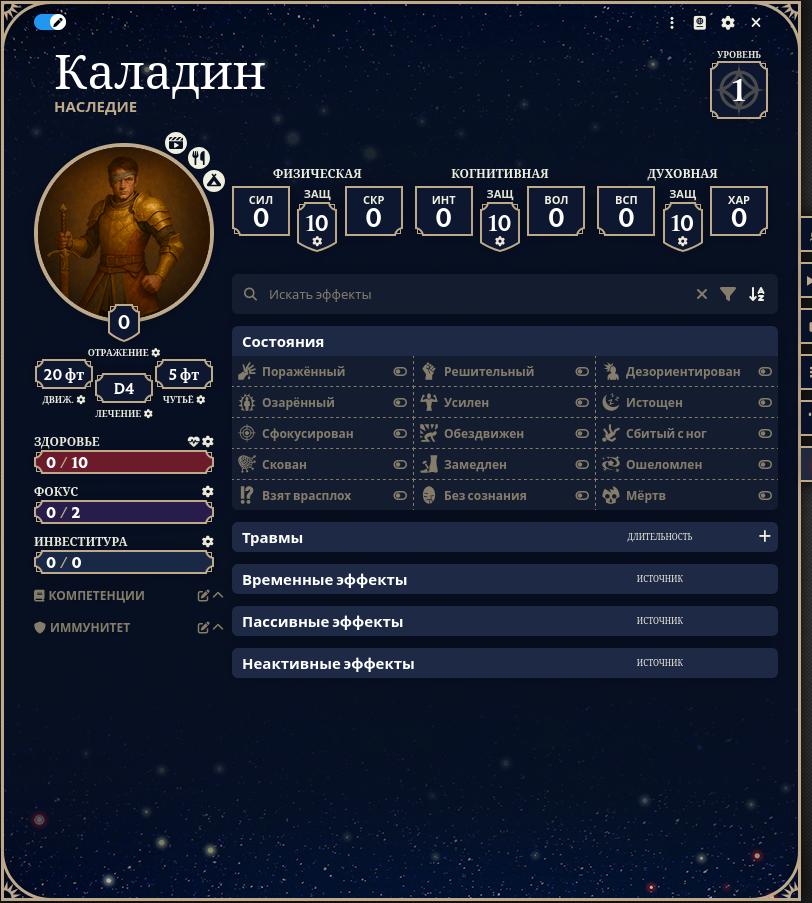 Каладин
НАСЛЕДИЕ
УРОВЕНЬ
1
ФИЗИЧЕСКАЯ
КОГНИТИВНАЯ
ДУХОВНАЯ
СИЛ
0
ЗАЩ
10
СКР
0
ИНТ
0
ЗАЩ
10
ВОЛ
0
ВСП
0
ЗАЩ
10
ХАР
0
0
ОТРАЖЕНИЕ
20 фт
D4
5 фт
ДВИЖ.
ЧУТЬЁ
ЛЕЧЕНИЕ
ЗДОРОВЬЕ
0 / 10
ФОКУС
0 / 2
ИНВЕСТИТУРА
0 / 0
КОМПЕТЕНЦИИ
ИММУНИТЕТ
Искать эффекты
Состояния
Поражённый
Решительный
Дезориентирован
Озарённый
Усилен
Истощен
Сфокусирован
Обездвижен
Сбитый с ног
Скован
Замедлен
Ошеломлен
Взят врасплох
Без сознания
Мёртв
Травмы ДЛИТЕЛЬНОСТЬ
Временные эффекты ИСТОЧНИК
Пассивные эффекты ИСТОЧНИК
Неактивные эффекты ИСТОЧНИК